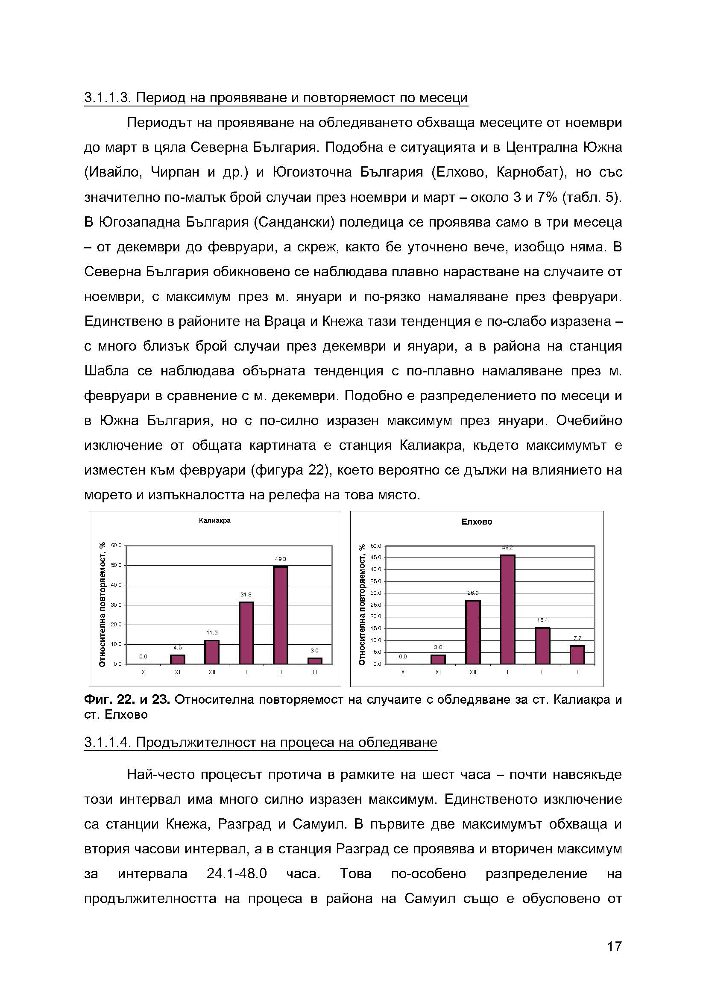 3.1.1.3. Период на проявяване и повторяемост по месеци
Периодът на проявяване на обледяването обхваща месеците от ноември
до март в цяла Северна България. Подобна е ситуацията и в Централна Южна
(Ивайло, Чирпан и др.) и Югоизточна България (Елхово, Карнобат), но със
значително по-малък брой случаи през ноември и март – около 3 и 7% (табл. 5).
В Югозападна България (Сандански) поледица се проявява само в три месеца
– от декември до февруари, а скреж, както бе уточнено вече, изобщо няма. В
Северна България обикновено се наблюдава плавно нарастване на случаите от
ноември, с максимум през м. януари и по-рязко намаляване през февруари.
Единствено в районите на Враца и Кнежа тази тенденция е по-слабо изразена –
с много близък брой случаи през декември и януари, а в района на станция
Шабла се наблюдава обърната тенденция с по-плавно намаляване през м.
февруари в сравнение с м. декември. Подобно е разпределението по месеци и
в Южна България, но с по-силно изразен максимум през януари. Очебийно
изключение от общата картината е станция Калиакра, където максимумът е
изместен към февруари (фигура 22), което вероятно се дължи на влиянието на
морето и изпъкналостта на релефа на това място.
Калиакра
Относителна повторяемост, %
60.0
50.0
40.0
30.0
20.0
10.0
0.0
0.0
4.5
11.9
31.3
49.3
3.0
X XI XII I II III
Елхово
Относителна повторяемост, %
50.0
45.0
40.0
35.0
30.0
25.0
20.0
15.0
10.0
5.0
0.0
0.0
3.8
26.9
46.2
15.4
7.7
X XI XII I II III
Фиг. 22. и 23. Относителна повторяемост на случаите с обледяване за ст. Калиакра и
ст. Елхово
3.1.1.4. Продължителност на процеса на обледяване
Най-често процесът протича в рамките на шест часа – почти навсякъде
този интервал има много силно изразен максимум. Единственото изключение
са станции Кнежа, Разград и Самуил. В първите две максимумът обхваща и
втория часови интервал, а в станция Разград се проявява и вторичен максимум
за интервала 24.1-48.0 часа. Това по-особено разпределение на
продължителността на процеса в района на Самуил също е обусловено от
17